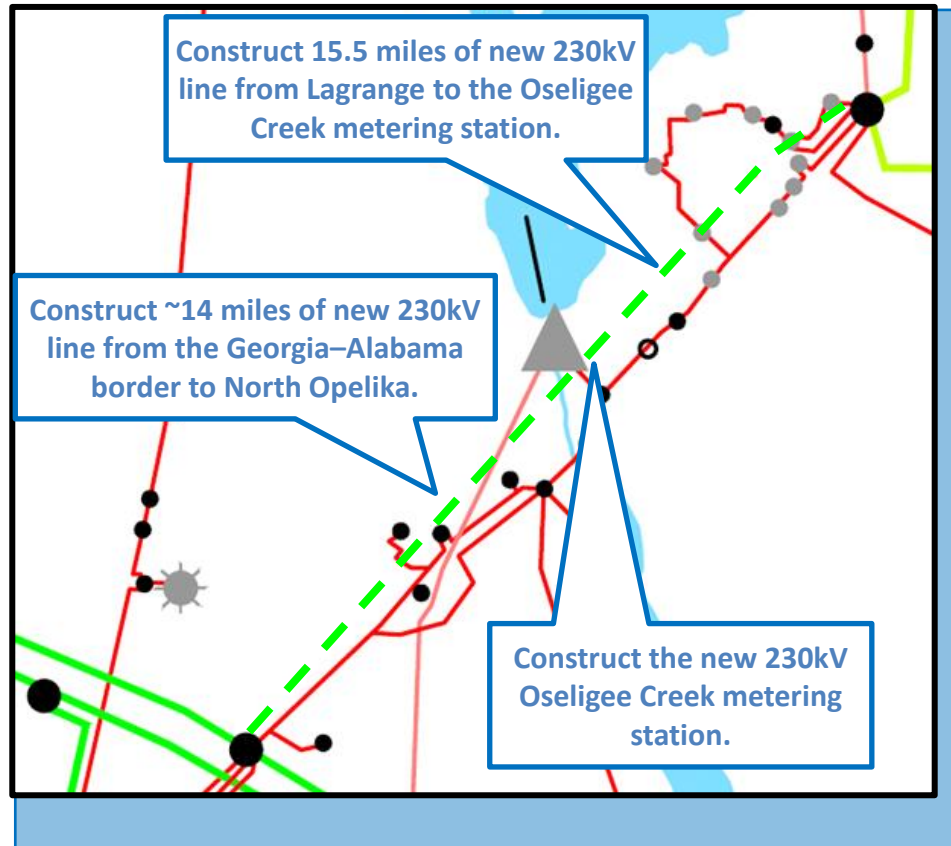 Construct 15.5 miles of new 230kV
line from Lagrange to the Oseligee
Creek metering station.
Construct ~14 miles of new 230kV
line from the Georgia–Alabama
border to North Opelika.
Construct the new 230kV
Oseligee Creek metering
station.